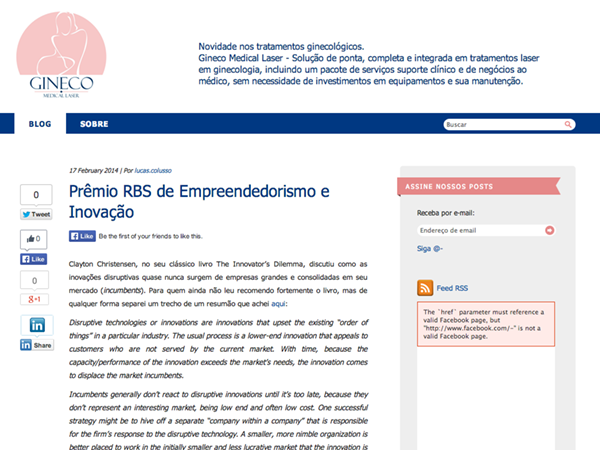 GINECO
MEDICAL LASER
Novidade nos tratamentos ginecológicos.
Gineco Medical Laser - Solução de ponta, completa e integrada em tratamentos laser
em ginecologia, incluindo um pacote de serviços suporte clínico e de negócios ao
médico, sem necessidade de investimentos em equipamentos e sua manutenção.
BLOG SOBRE Buscar
17 February 2014 | Por lucas.colusso
Prêmio RBS de Empreendedorismo e
Inovação
Like Be the first of your friends to like this.
Clayton Christensen, no seu clássico livro The Innovator's Dilemma, discutiu como as
inovações disruptivas quase nunca surgem de empresas grandes e consolidadas em seu
mercado (incumbents). Para quem ainda não leu recomendo fortemente o livro, mas de
qualquer forma separei um trecho de um resumão que achei aqui:
Disruptive technologies or innovations are innovations that upset the existing "order of
things" in a particular industry. The usual process is a lower-end innovation that appeals to
customers who are not served by the current market. With time, because the
capacity/performance of the innovation exceeds the market's needs, the innovation comes
to displace the market incumbents.
Incumbents generally don't react to disruptive innovations until it's too late, because they
don't represent an interesting market, being low end and often low cost. One successful
strategy might be to hive off a separate "company within a company" that is responsible
for the firm's response to the disruptive technology. A smaller, more nimble organization is
better placed to work in the initially smaller and less lucrative market that the innovation is
0
Tweet
0
Like
0
g+1
in
in Share
ASSINE NOSSOS POSTS
Receba por e-mail:
Endereço de email
Siga @-
Feed RSS
The `href` parameter must reference a
valid Facebook page, but
"http://www.facebook.com/-" is not a
valid Facebook page.